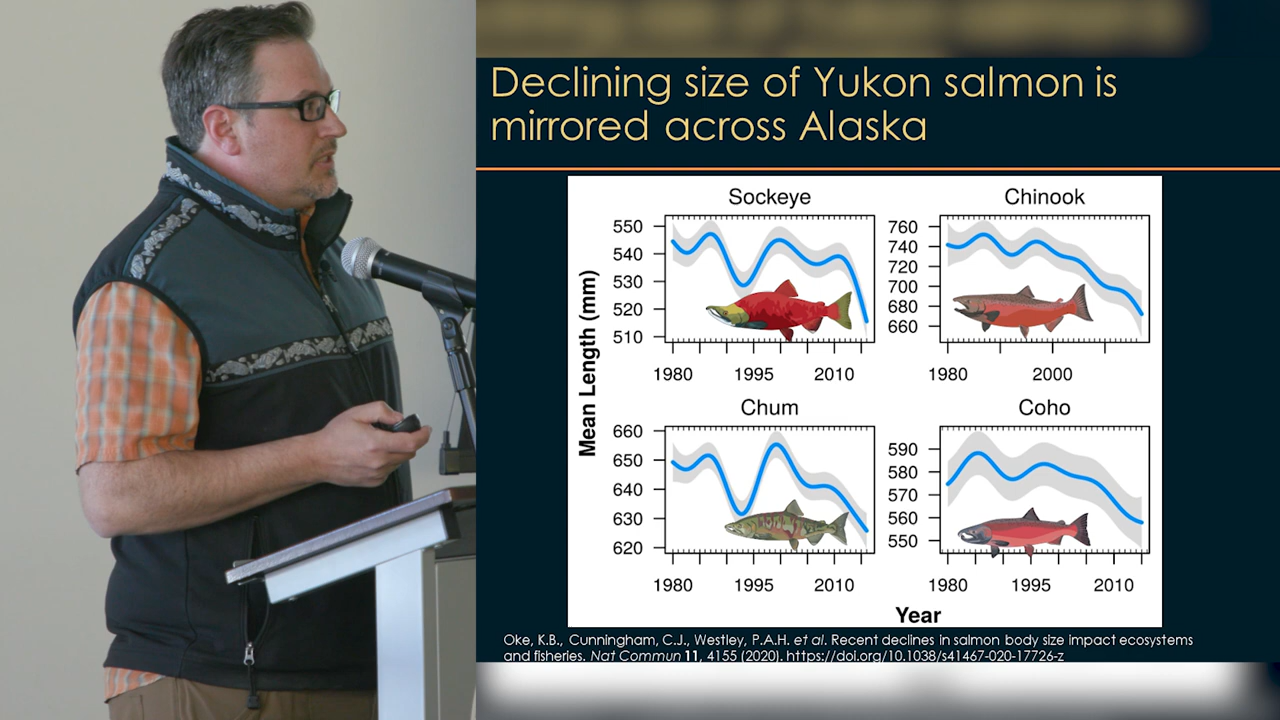 Declining size of Yukon salmon is
mirrored across Alaska
Mean Length (mm)
Sockeye
550
540
530
520
510
1980 1995 2010
Chinook
760
740
720
700
680
660
1980 2000
Chum
660
650
640
630
620
1980 1995 2010
Coho
590
580
570
560
550
1980 1995 2010
Year
Oke, K.B., Cunningham, C.J., Westley, P.A.H. et al. Recent declines in salmon body size impact ecosystems
and fisheries. Nat Commun 11, 4155 (2020). https://doi.org/10.1038/s41467-020-17726-z